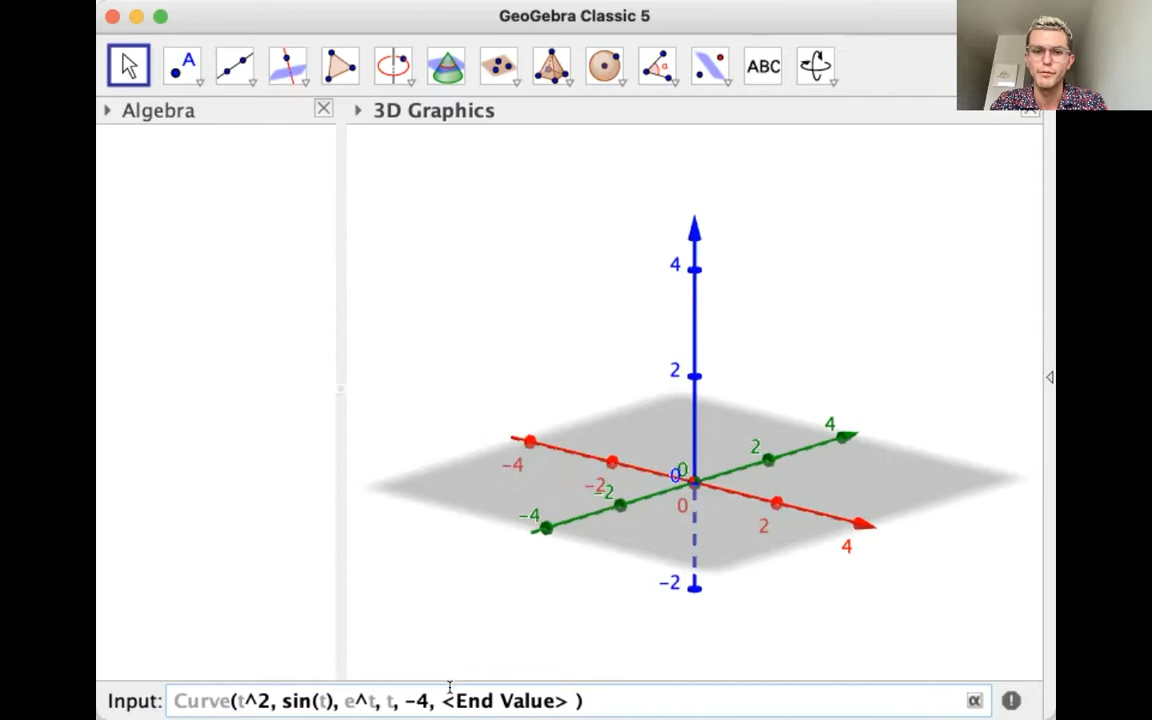 GeoGebra Classic 5
A
α
ABC
Algebra
3D Graphics
4
2
0
0
0
-2
-4
-2
-2
-4
2
4
2
4
Input: Curve(t^2, sin(t), e^t, t, -4, <End Value> )
α